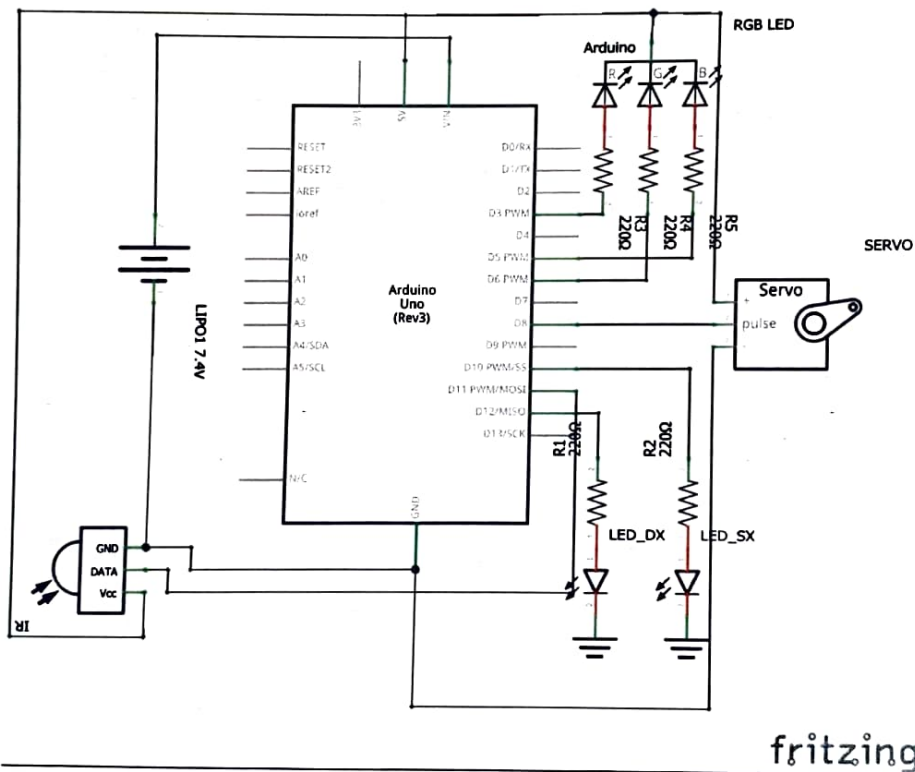 RGB LED
Arduino
R
G
B
3V3
5V
VIN
RESET
RESET2
AREF
ioref
A0
A1
A2
A3
A4/SDA
A5/SCL
N/C
Arduino
Uno
(Rev3)
D0/RX
D1/TX
D2
D3 PWM
D4
D5 PWM
D6 PWM
D7
D8
D9 PWM
D10 PWM/SS
D11 PWM/MOSI
D12/MISO
D13/SCK
GND
R3
220Ω
R4
220Ω
R5
220Ω
SERVO
Servo
+
pulse
-
LIPO1 7.4V
R1
220Ω
R2
220Ω
LED_DX
LED_SX
GND
DATA
Vcc
IR
fritzing